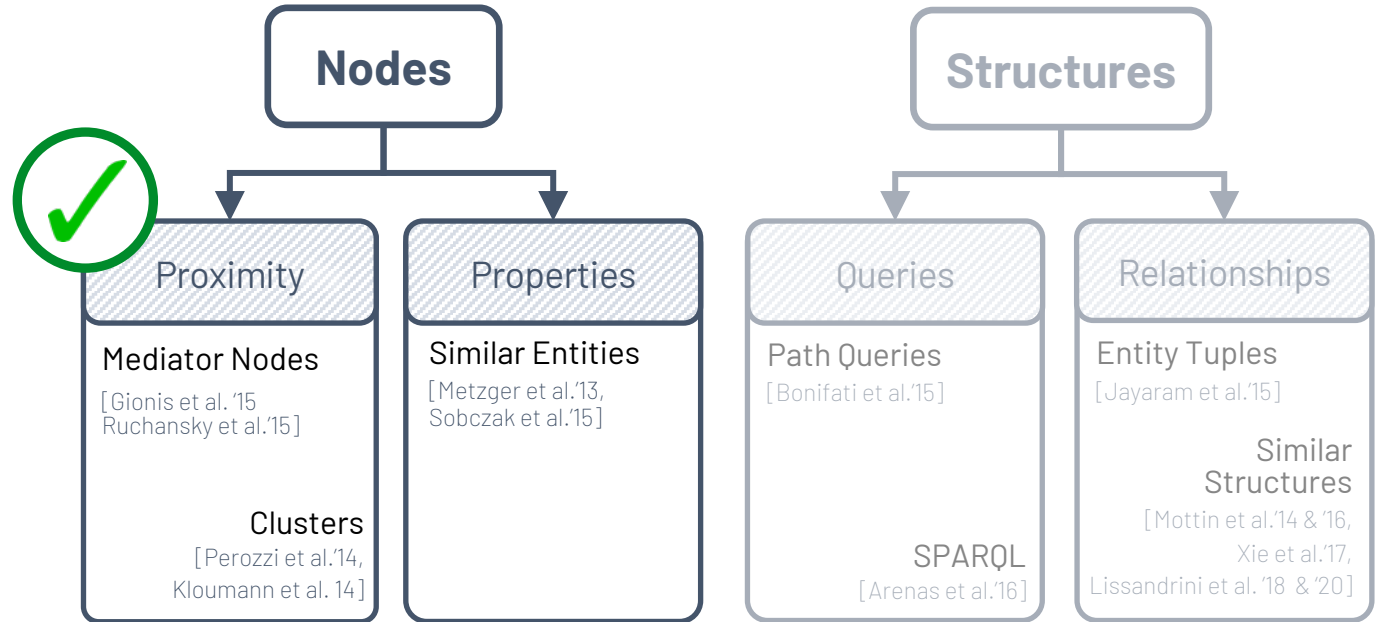 Nodes
Structures
Proximity
Properties
Queries
Relationships
Mediator Nodes
[Gionis et al. ‘15
Ruchansky et al.’15]
Clusters
[Perozzi et al.’14,
Kloumann et al. 14]
Similar Entities
[Metzger et al.’13,
Sobczak et al.’15]
Path Queries
[Bonifati et al.’15]
SPARQL
[Arenas et al.’16]
Entity Tuples
[Jayaram et al.’15]
Similar
Structures
[Mottin et al.’14 & ’16,
Xie et al.’17,
Lissandrini et al. ’18 & ’20]